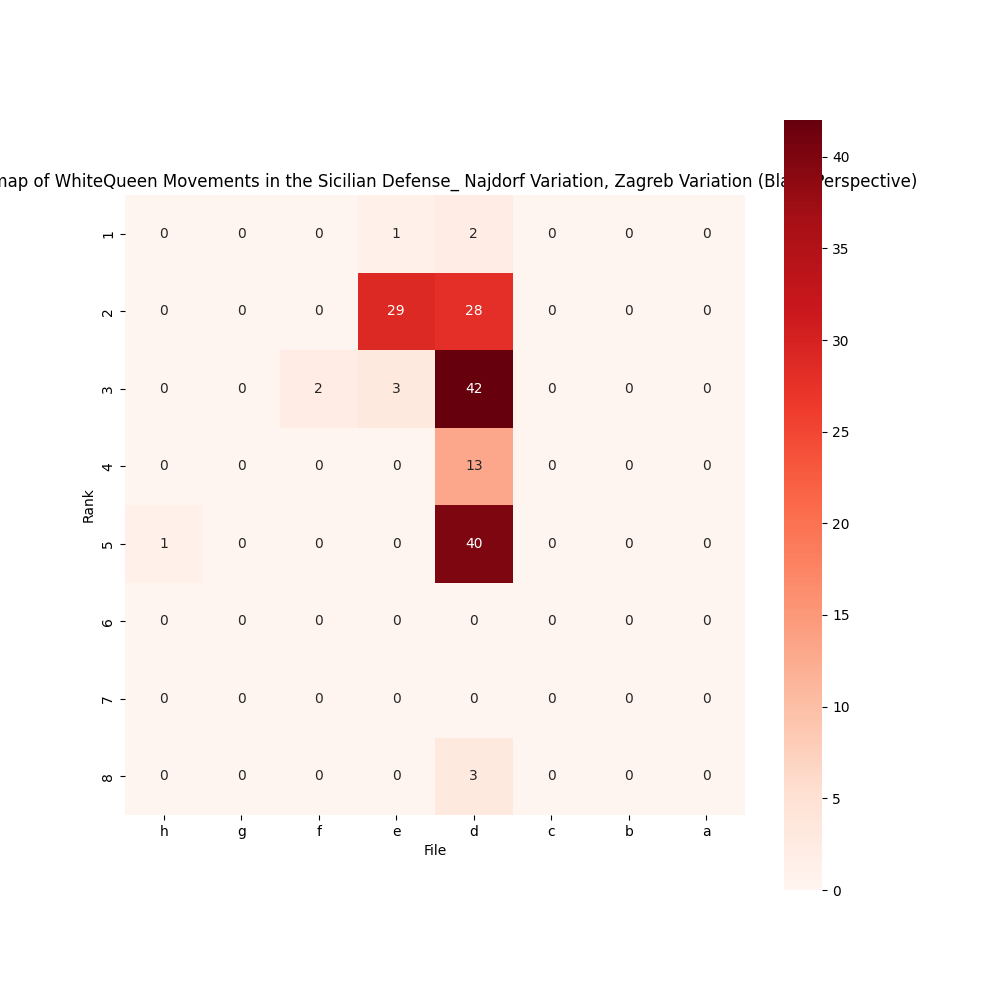 map of WhiteQueen Movements in the Sicilian Defense_ Najdorf Variation, Zagreb Variation (Black Perspective)
40
1 0 0 0 1 2 0 0 0
35
2 0 0 0 29 28 0 0 0
30
3 0 0 2 3 42 0 0 0
25
4 0 0 0 0 13 0 0 0
Rank
20
5 1 0 0 0 40 0 0 0
15
6 0 0 0 0 0 0 0 0
10
7 0 0 0 0 0 0 0 0
5
8 0 0 0 0 3 0 0 0
h g f e d c b a
File
0